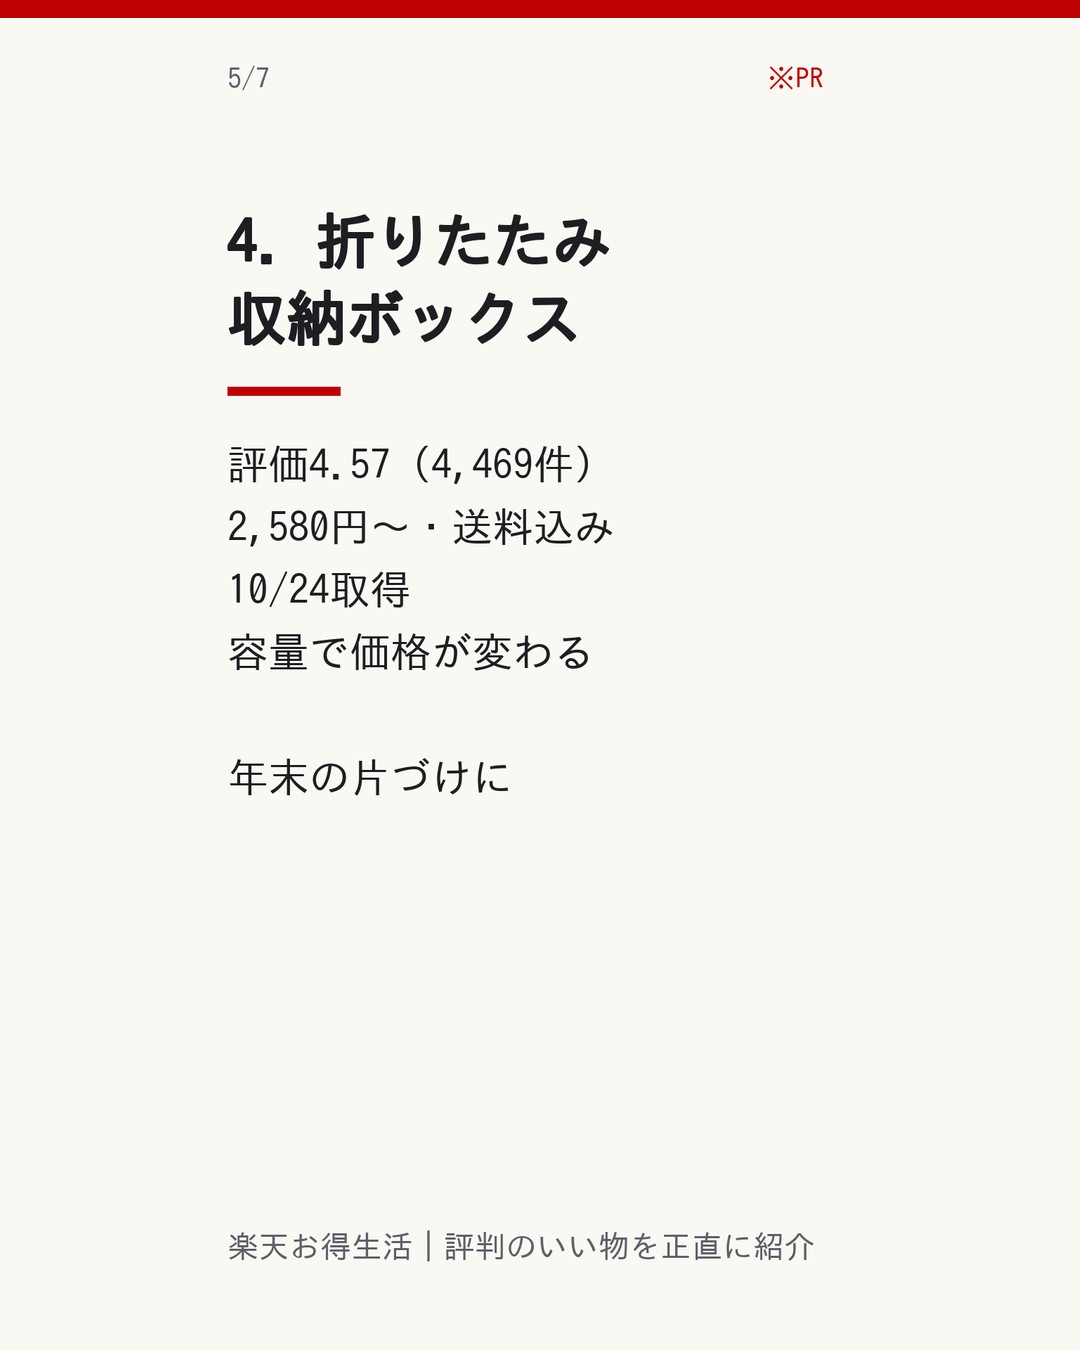 5/7
※PR
4. 折りたたみ
収納ボックス
評価4.57（4,469件）
2,580円〜・送料込み
10/24取得
容量で価格が変わる
年末の片づけに
楽天お得生活｜評判のいい物を正直に紹介